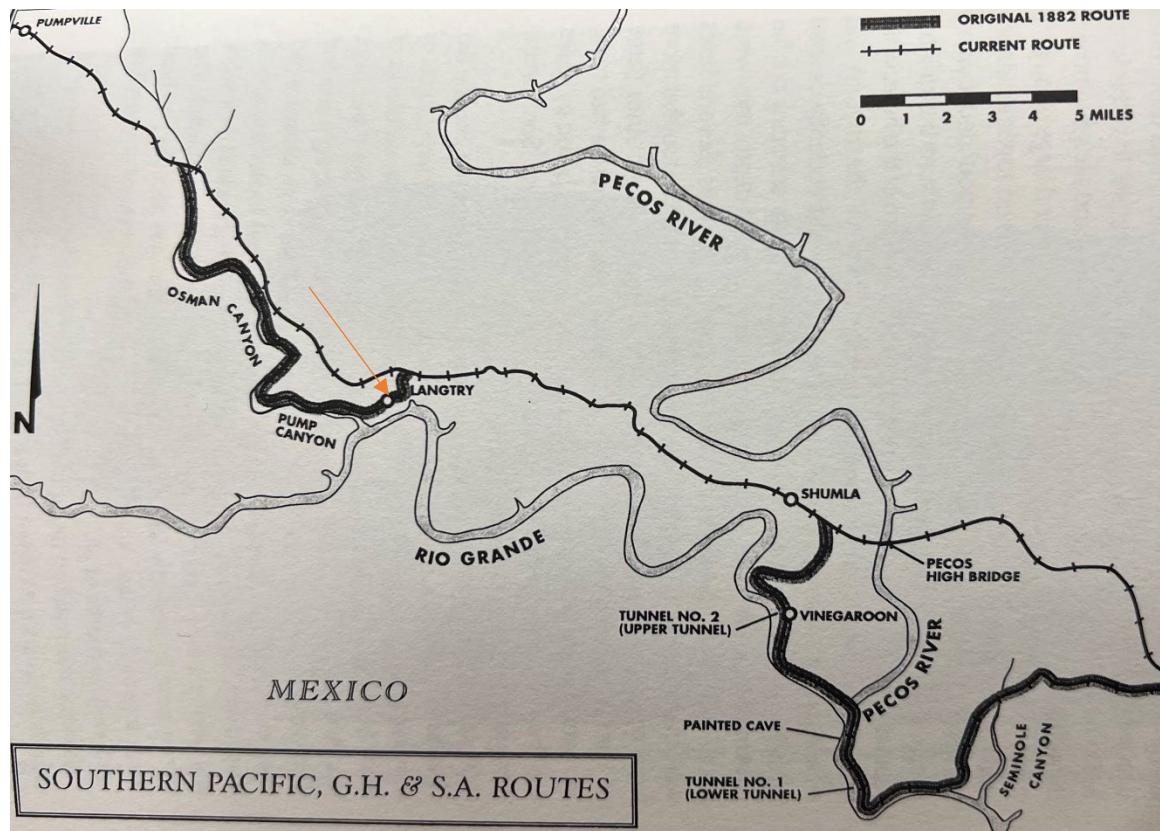 PUMPVILLE
ORIGINAL 1882 ROUTE
CURRENT ROUTE
0 1 2 3 4 5 MILES
PECOS RIVER
OSMAN CANYON
LANGTRY
PUMP
CANYON
N
SHUMLA
RIO GRANDE
PECOS
HIGH BRIDGE
TUNNEL NO. 2
(UPPER TUNNEL)
VINEGAROON
PECOS RIVER
MEXICO
PAINTED CAVE
SEMINOLE
CANYON
TUNNEL NO. 1
(LOWER TUNNEL)
SOUTHERN PACIFIC, G.H. & S.A. ROUTES